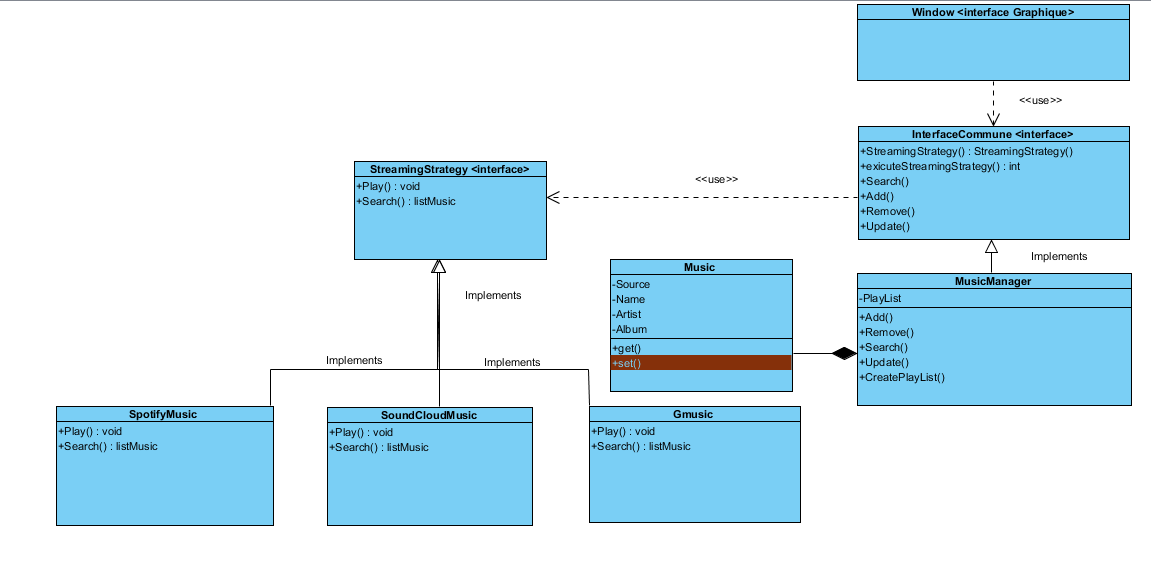 Window <interface Graphique>
<<use>>
InterfaceCommune <interface>
+StreamingStrategy() : StreamingStrategy()
+exicuteStreamingStrategy() : int
+Search()
+Add()
+Remove()
+Update()
StreamingStrategy <interface>
+Play() : void
+Search() : listMusic
<<use>>
Implements
Music
-Source
-Name
-Artist
-Album
+get()
+set()
MusicManager
-PlayList
+Add()
+Remove()
+Search()
+Update()
+CreatePlayList()
Implements
Implements
Implements
SpotifyMusic
+Play() : void
+Search() : listMusic
SoundCloudMusic
+Play() : void
+Search() : listMusic
Gmusic
+Play() : void
+Search() : listMusic